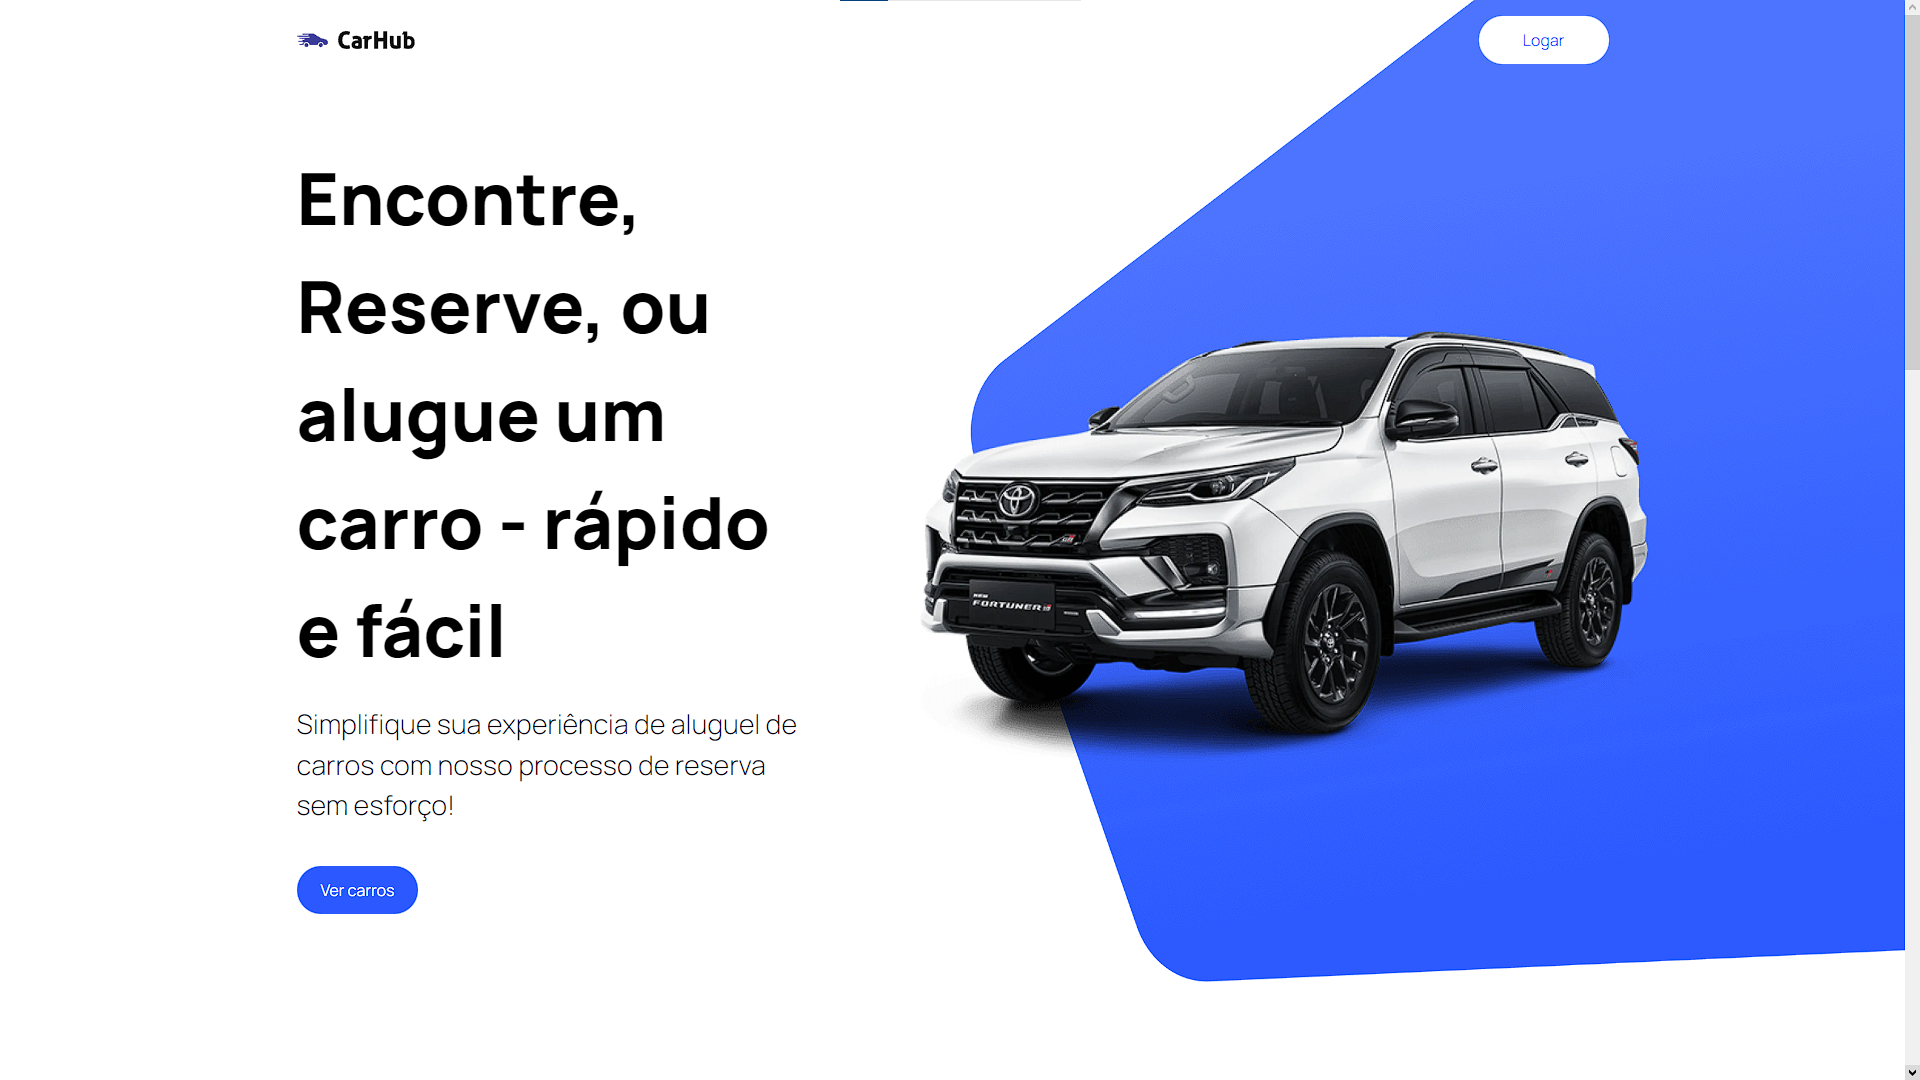 CarHub
Logar
Encontre,
Reserve, ou
alugue um
carro - rápido
e fácil
Simplifique sua experiência de aluguel de
carros com nosso processo de reserva
sem esforço!
Ver carros
NEW
FORTUNER
GR